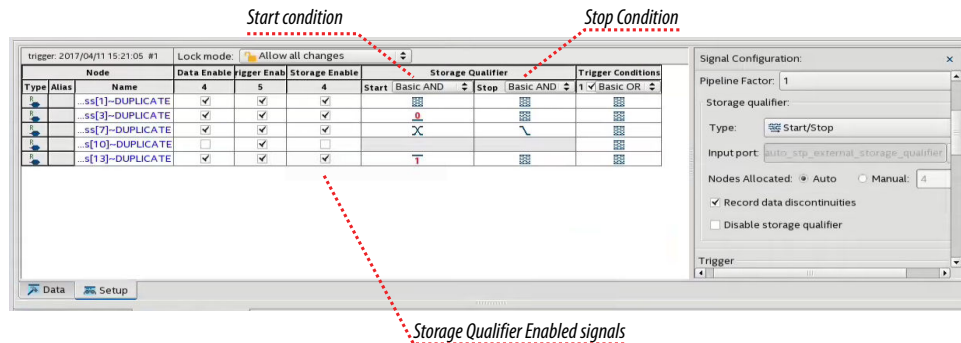 Start condition
Stop Condition
trigger: 2017/04/11 15:21:05 #1
Lock mode: Allow all changes
Node
Data Enable
rigger Enab
Storage Enable
Storage Qualifier
Trigger Conditions
Type Alias Name 4 5 4 Start Basic AND Stop Basic AND 1 Basic OR
...ss[1]~DUPLICATE
...ss[3]~DUPLICATE 0
...ss[7]~DUPLICATE
...s[10]~DUPLICATE
...s[13]~DUPLICATE 1
Data
Setup
Signal Configuration:
Pipeline Factor: 1
Storage qualifier:
Type: Start/Stop
Input port: auto_stp_external_storage_qualifier
Nodes Allocated: Auto Manual: 4
Record data discontinuities
Disable storage qualifier
Trigger
Storage Qualifier Enabled signals